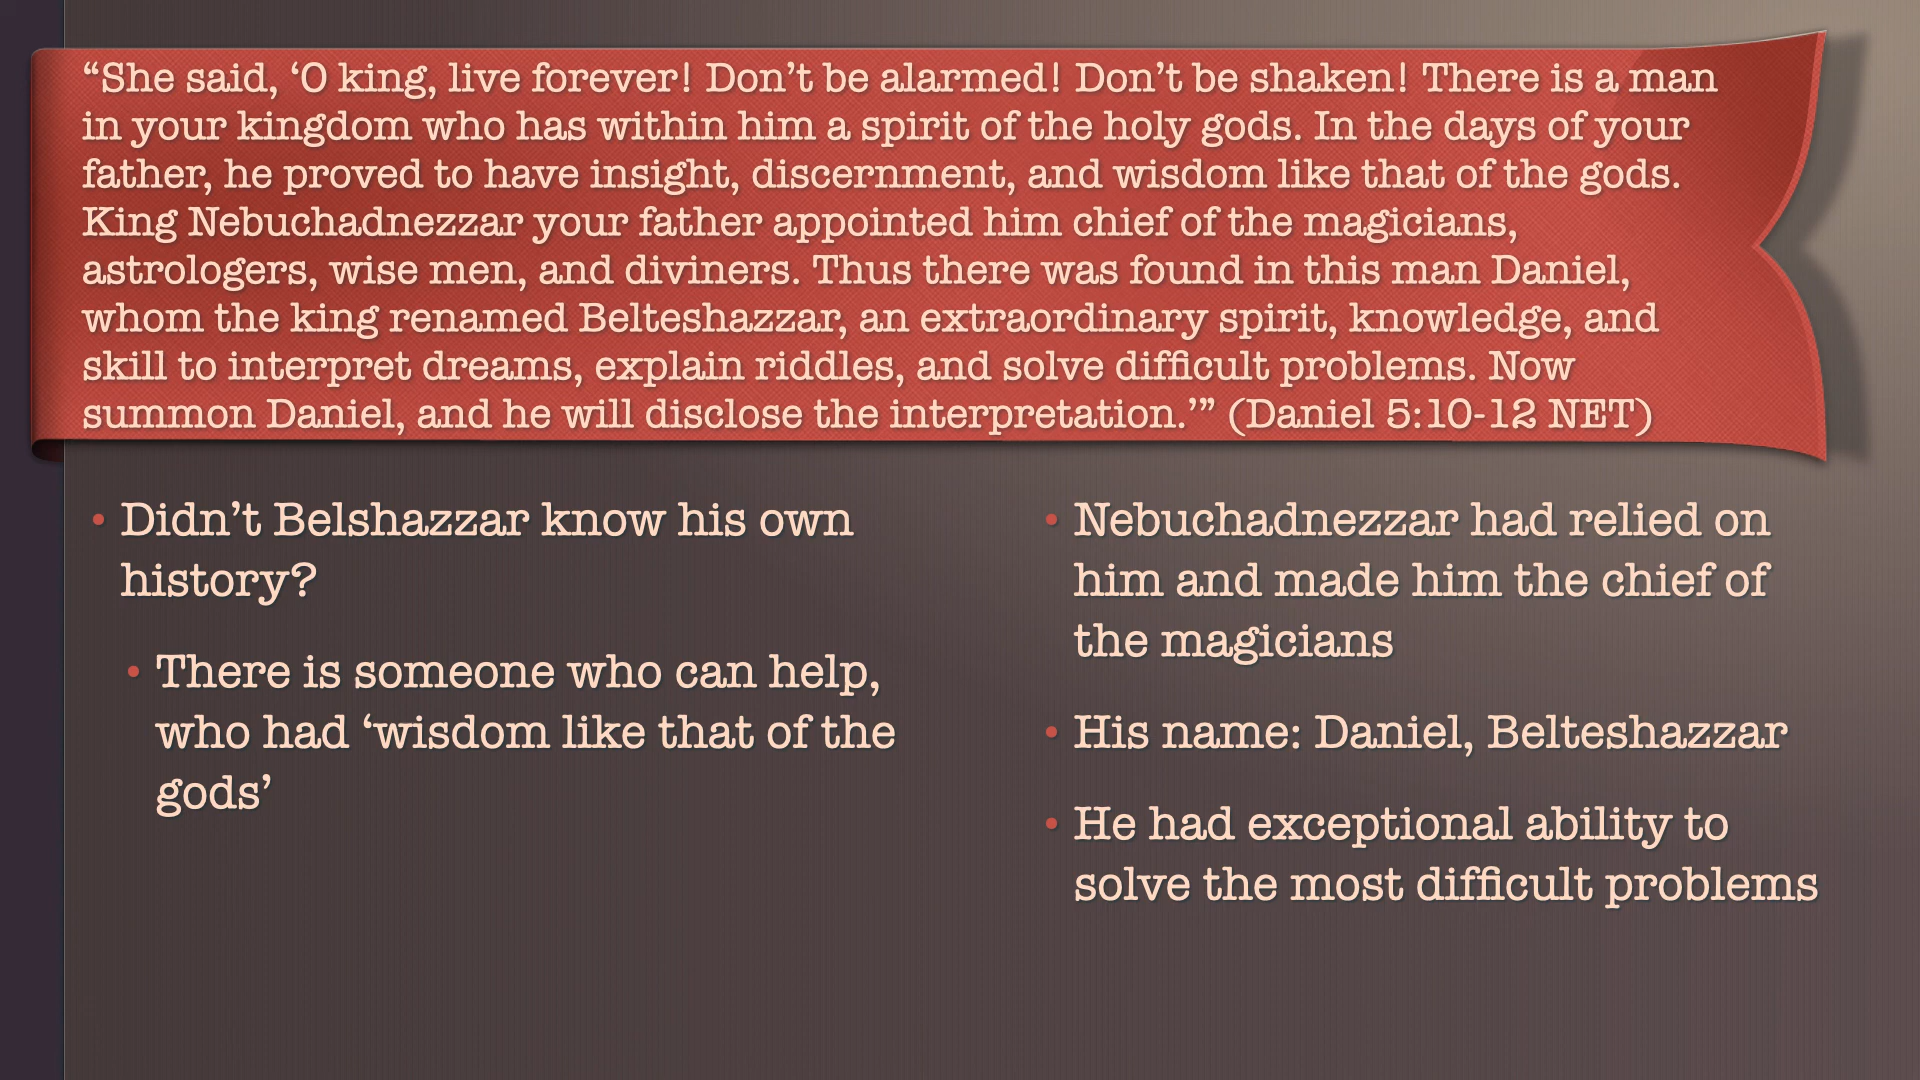 “She said, ‘O king, live forever! Don’t be alarmed! Don’t be shaken! There is a man
in your kingdom who has within him a spirit of the holy gods. In the days of your
father, he proved to have insight, discernment, and wisdom like that of the gods.
King Nebuchadnezzar your father appointed him chief of the magicians,
astrologers, wise men, and diviners. Thus there was found in this man Daniel,
whom the king renamed Belteshazzar, an extraordinary spirit, knowledge, and
skill to interpret dreams, explain riddles, and solve difficult problems. Now
summon Daniel, and he will disclose the interpretation.’” (Daniel 5:10-12 NET)
• Didn’t Belshazzar know his own
history?
• There is someone who can help,
who had ‘wisdom like that of the
gods’
• Nebuchadnezzar had relied on
him and made him the chief of
the magicians
• His name: Daniel, Belteshazzar
• He had exceptional ability to
solve the most difficult problems